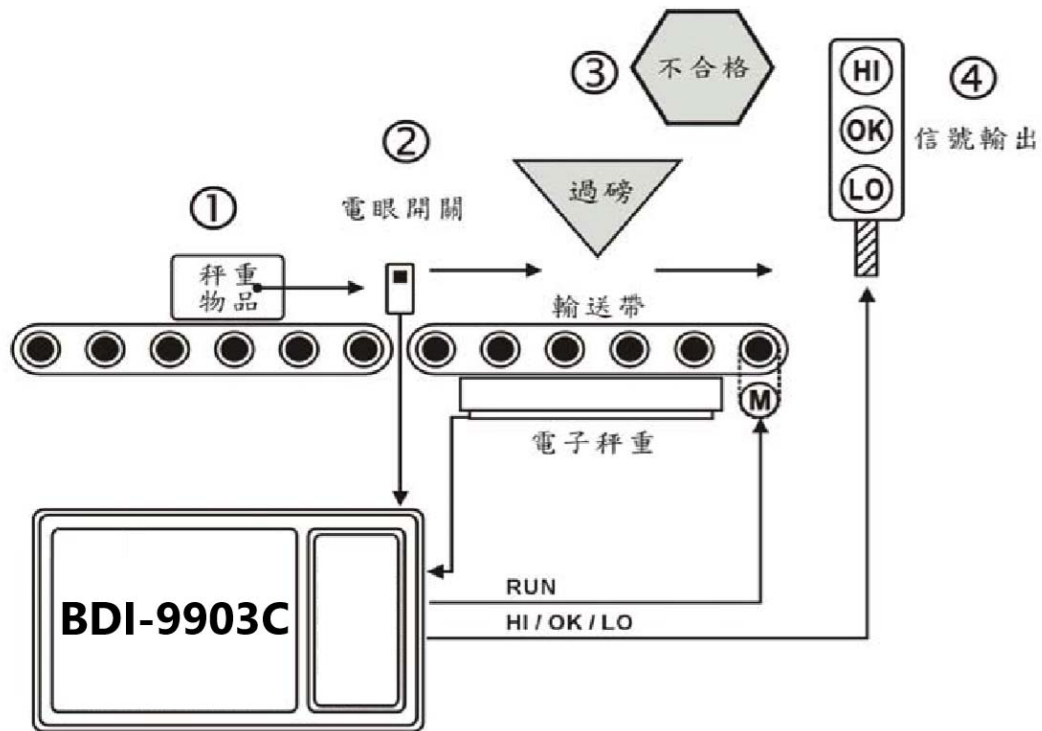 ③
不合格
HI
④
②
OK
信號輸出
①
電眼開關
過磅
LO
秤重
物品
輸送帶
M
電子秤重
RUN
BDI-9903C
HI / OK / LO